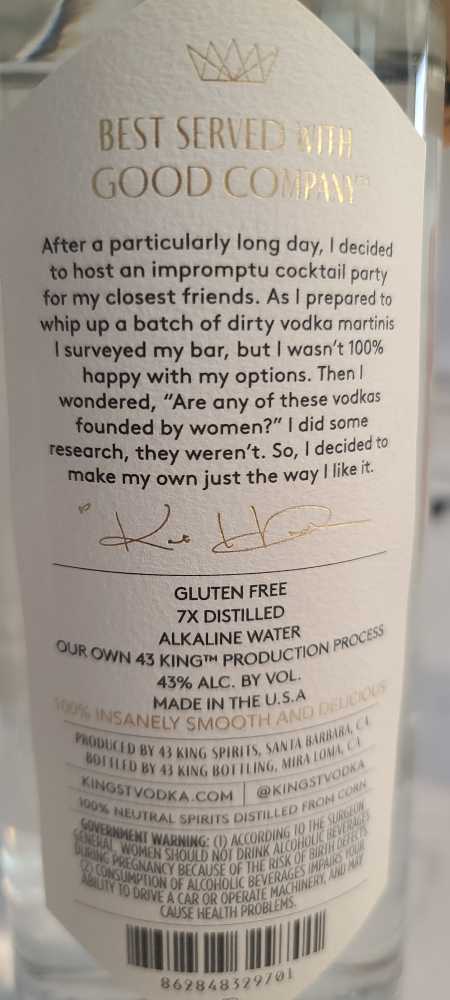 BEST SERVED WITH
GOOD COMPANY™
After a particularly long day, I decided
to host an impromptu cocktail party
for my closest friends. As I prepared to
whip up a batch of dirty vodka martinis
I surveyed my bar, but I wasn't 100%
happy with my options. Then I
wondered, "Are any of these vodkas
founded by women?" I did some
research, they weren't. So, I decided to
make my own just the way I like it.
GLUTEN FREE
7X DISTILLED
ALKALINE WATER
OUR OWN 43 KING™ PRODUCTION PROCESS
43% ALC. BY VOL.
MADE IN THE U.S.A
100% INSANELY SMOOTH AND DELICIOUS
PRODUCED BY 43 KING SPIRITS, SANTA BARBARA, CA
BOTTLED BY 43 KING BOTTLING, MIRA LOMA, CA
KINGSTVODKA.COM | @KINGSTVODKA
100% NEUTRAL SPIRITS DISTILLED FROM CORN
GOVERNMENT WARNING: (1) ACCORDING TO THE SURGEON
GENERAL, WOMEN SHOULD NOT DRINK ALCOHOLIC BEVERAGES
DURING PREGNANCY BECAUSE OF THE RISK OF BIRTH DEFECTS.
(2) CONSUMPTION OF ALCOHOLIC BEVERAGES IMPAIRS YOUR
ABILITY TO DRIVE A CAR OR OPERATE MACHINERY, AND MAY
CAUSE HEALTH PROBLEMS.
862848329701